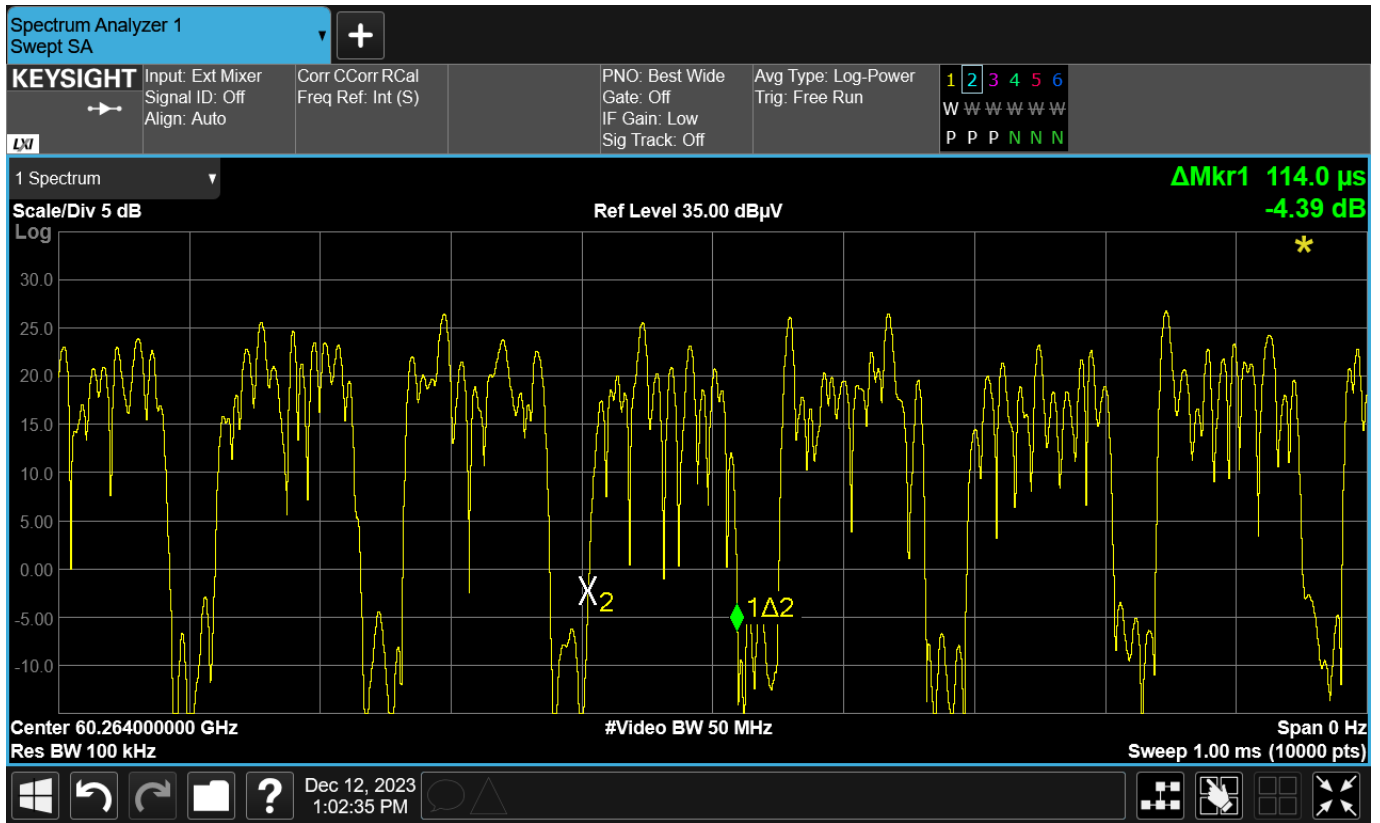 Spectrum Analyzer 1
Swept SA
KEYSIGHT
LXI
Input: Ext Mixer
Signal ID: Off
Align: Auto
Corr CCorr RCal
Freq Ref: Int (S)
PNO: Best Wide
Gate: Off
IF Gain: Low
Sig Track: Off
Avg Type: Log-Power
Trig: Free Run
1 2 3 4 5 6
W W W W W W
P P P N N N
1 Spectrum
ΔMkr1 114.0 µs
-4.39 dB
Scale/Div 5 dB
Ref Level 35.00 dBµV
Log
30.0
25.0
20.0
15.0
10.0
5.00
0.00
-5.00
-10.0
X2
1Δ2
*
Center 60.264000000 GHz
#Video BW 50 MHz
Span 0 Hz
Res BW 100 kHz
Sweep 1.00 ms (10000 pts)
?
Dec 12, 2023
1:02:35 PM